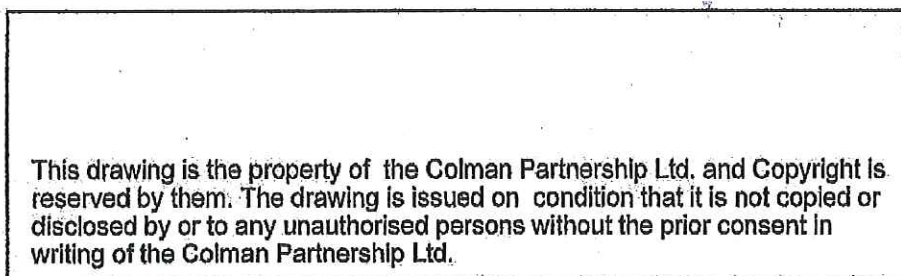 This drawing is the property of the Colman Partnership Ltd. and Copyright is
reserved by them. The drawing is issued on condition that it is not copied or
disclosed by or to any unauthorised persons without the prior consent in
writing of the Colman Partnership Ltd.